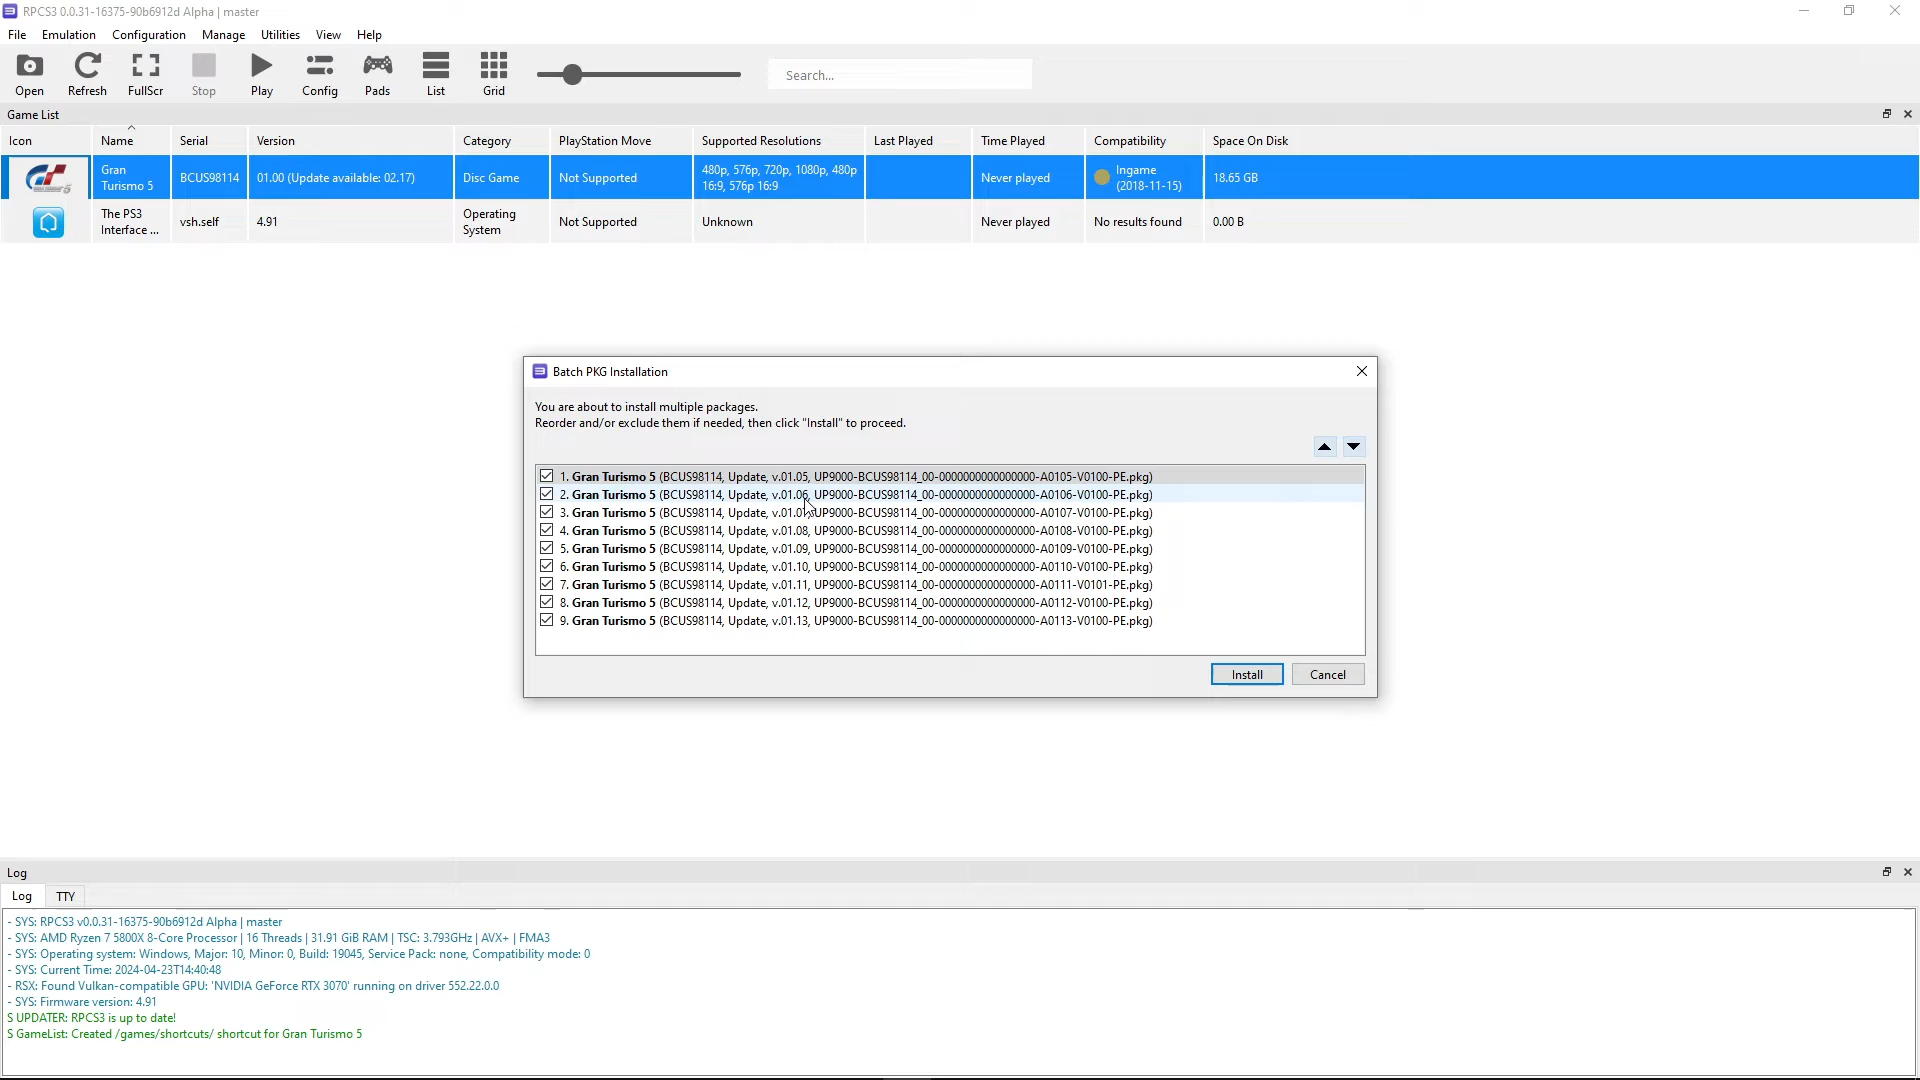 RPCS3 0.0.31-16375-90b6912d Alpha | master
File Emulation Configuration Manage Utilities View Help
Open Refresh FullScr Stop Play Config Pads List Grid Search...
Game List
Icon Name Serial Version Category PlayStation Move Supported Resolutions Last Played Time Played Compatibility Space On Disk
Gran Turismo 5 BCUS98114 01.00 (Update available: 02.17) Disc Game Not Supported 480p, 576p, 720p, 1080p, 480p 16:9, 576p 16:9 Never played Ingame (2018-11-15) 18.65 GB
The PS3 Interface ... vsh.self 4.91 Operating System Not Supported Unknown Never played No results found 0.00 B
Batch PKG Installation
You are about to install multiple packages.
Reorder and/or exclude them if needed, then click "Install" to proceed.
1. Gran Turismo 5 (BCUS98114, Update, v.01.05, UP9000-BCUS98114_00-0000000000000000-A0105-V0100-PE.pkg)
2. Gran Turismo 5 (BCUS98114, Update, v.01.06, UP9000-BCUS98114_00-0000000000000000-A0106-V0100-PE.pkg)
3. Gran Turismo 5 (BCUS98114, Update, v.01.07, UP9000-BCUS98114_00-0000000000000000-A0107-V0100-PE.pkg)
4. Gran Turismo 5 (BCUS98114, Update, v.01.08, UP9000-BCUS98114_00-0000000000000000-A0108-V0100-PE.pkg)
5. Gran Turismo 5 (BCUS98114, Update, v.01.09, UP9000-BCUS98114_00-0000000000000000-A0109-V0100-PE.pkg)
6. Gran Turismo 5 (BCUS98114, Update, v.01.10, UP9000-BCUS98114_00-0000000000000000-A0110-V0100-PE.pkg)
7. Gran Turismo 5 (BCUS98114, Update, v.01.11, UP9000-BCUS98114_00-0000000000000000-A0111-V0101-PE.pkg)
8. Gran Turismo 5 (BCUS98114, Update, v.01.12, UP9000-BCUS98114_00-0000000000000000-A0112-V0100-PE.pkg)
9. Gran Turismo 5 (BCUS98114, Update, v.01.13, UP9000-BCUS98114_00-0000000000000000-A0113-V0100-PE.pkg)
Install Cancel
Log
Log TTY
- SYS: RPCS3 v0.0.31-16375-90b6912d Alpha | master
- SYS: AMD Ryzen 7 5800X 8-Core Processor | 16 Threads | 31.91 GiB RAM | TSC: 3.793GHz | AVX+ | FMA3
- SYS: Operating system: Windows, Major: 10, Minor: 0, Build: 19045, Service Pack: none, Compatibility mode: 0
- SYS: Current Time: 2024-04-23T14:40:48
- RSX: Found Vulkan-compatible GPU: 'NVIDIA GeForce RTX 3070' running on driver 552.22.0.0
- SYS: Firmware version: 4.91
S UPDATER: RPCS3 is up to date!
S GameList: Created /games/shortcuts/ shortcut for Gran Turismo 5